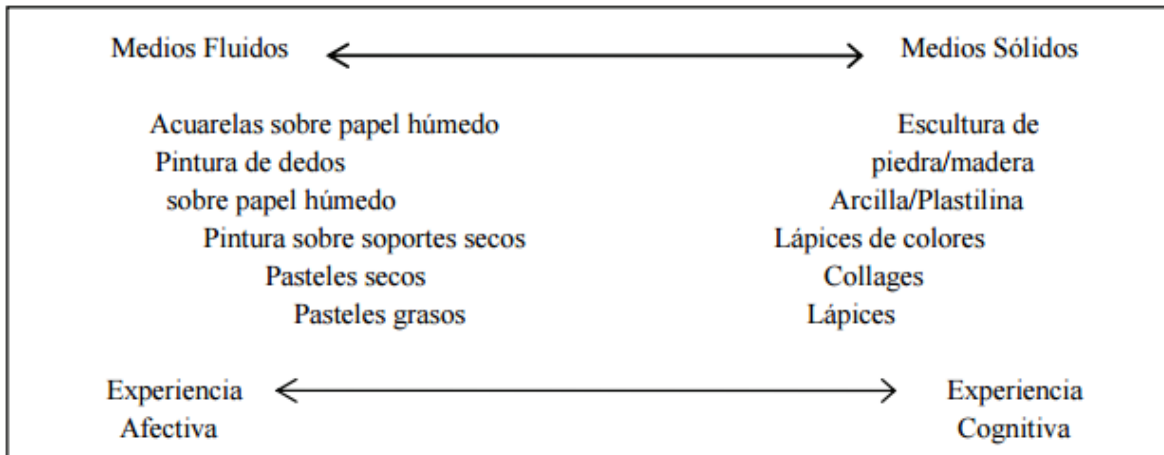 Medios Fluidos Medios Sólidos
Acuarelas sobre papel húmedo Escultura de
Pintura de dedos piedra/madera
sobre papel húmedo Arcilla/Plastilina
Pintura sobre soportes secos Lápices de colores
Pasteles secos Collages
Pasteles grasos Lápices
Experiencia Experiencia
Afectiva Cognitiva